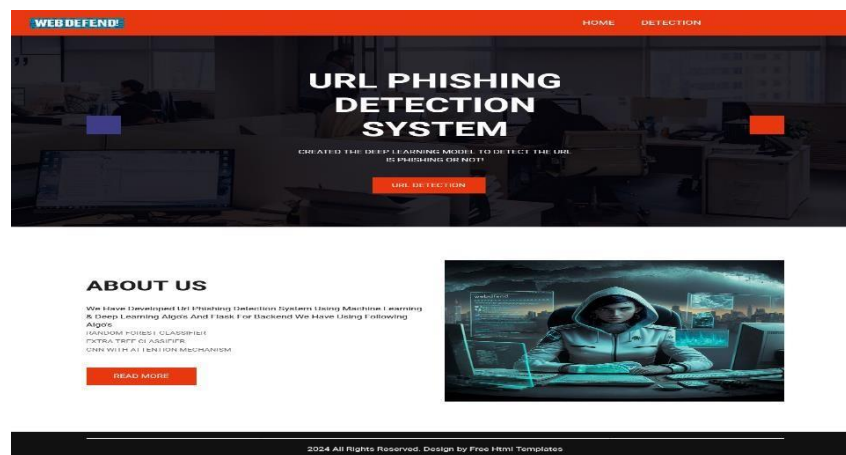 WEB DEFEND!
HOME DETECTION
URL PHISHING
DETECTION
SYSTEM
CREATED THE DEEP LEARNING MODEL TO DETECT THE URL
IS PHISHING OR NOT!
URL DETECTION
ABOUT US
We Have Developed Url Phishing Detection System Using Machine Learning
& Deep Learning Algo's And Flask For Backend We Have Using Following
Algo's
RANDOM FOREST CLASSIFIER
EXTRA TREE CLASSIFIER
CNN WITH ATTENTION MECHANISM
READ MORE
webdefend
2024 All Rights Reserved. Design by Free Html Templates